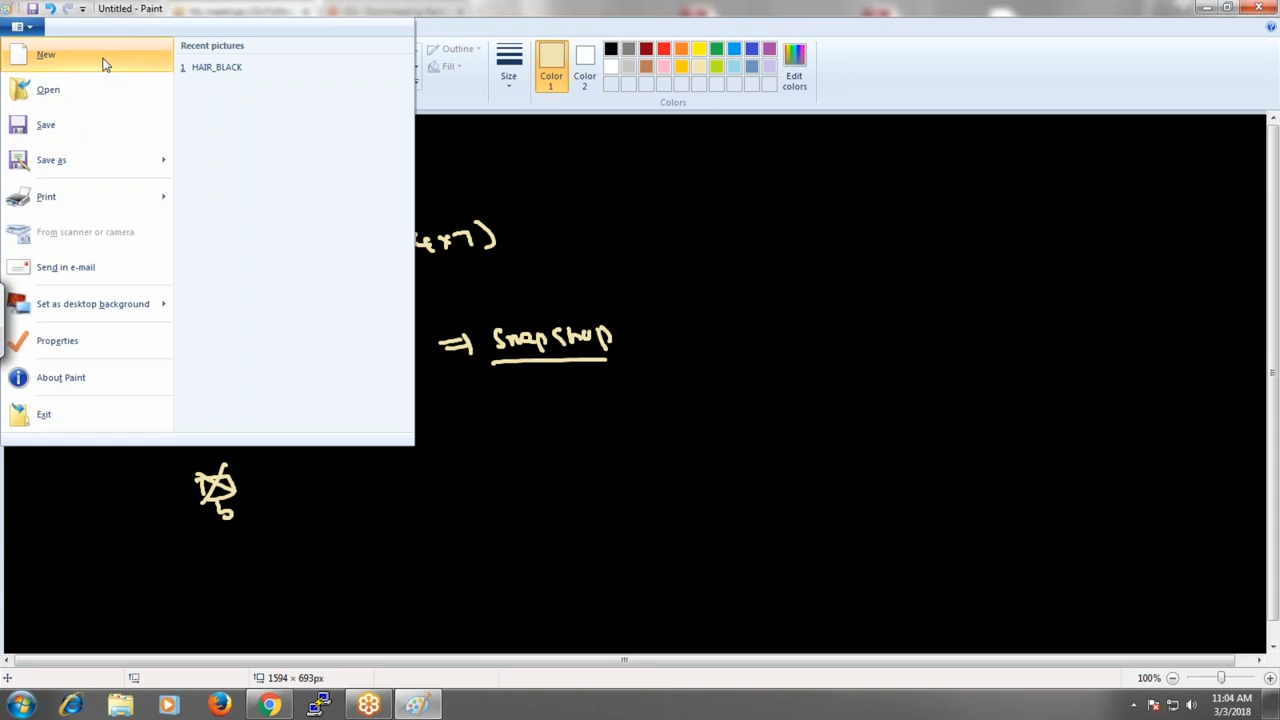 Untitled - Paint
New
Open
Save
Save as
Print
From scanner or camera
Send in e-mail
Set as desktop background
Properties
About Paint
Exit
Recent pictures
1 HAIR_BLACK
Outline
Fill
Size
Color 1
Color 2
Edit colors
Colors
⇒ snapshup
1594 × 693px
100%
11:04 AM
3/3/2018